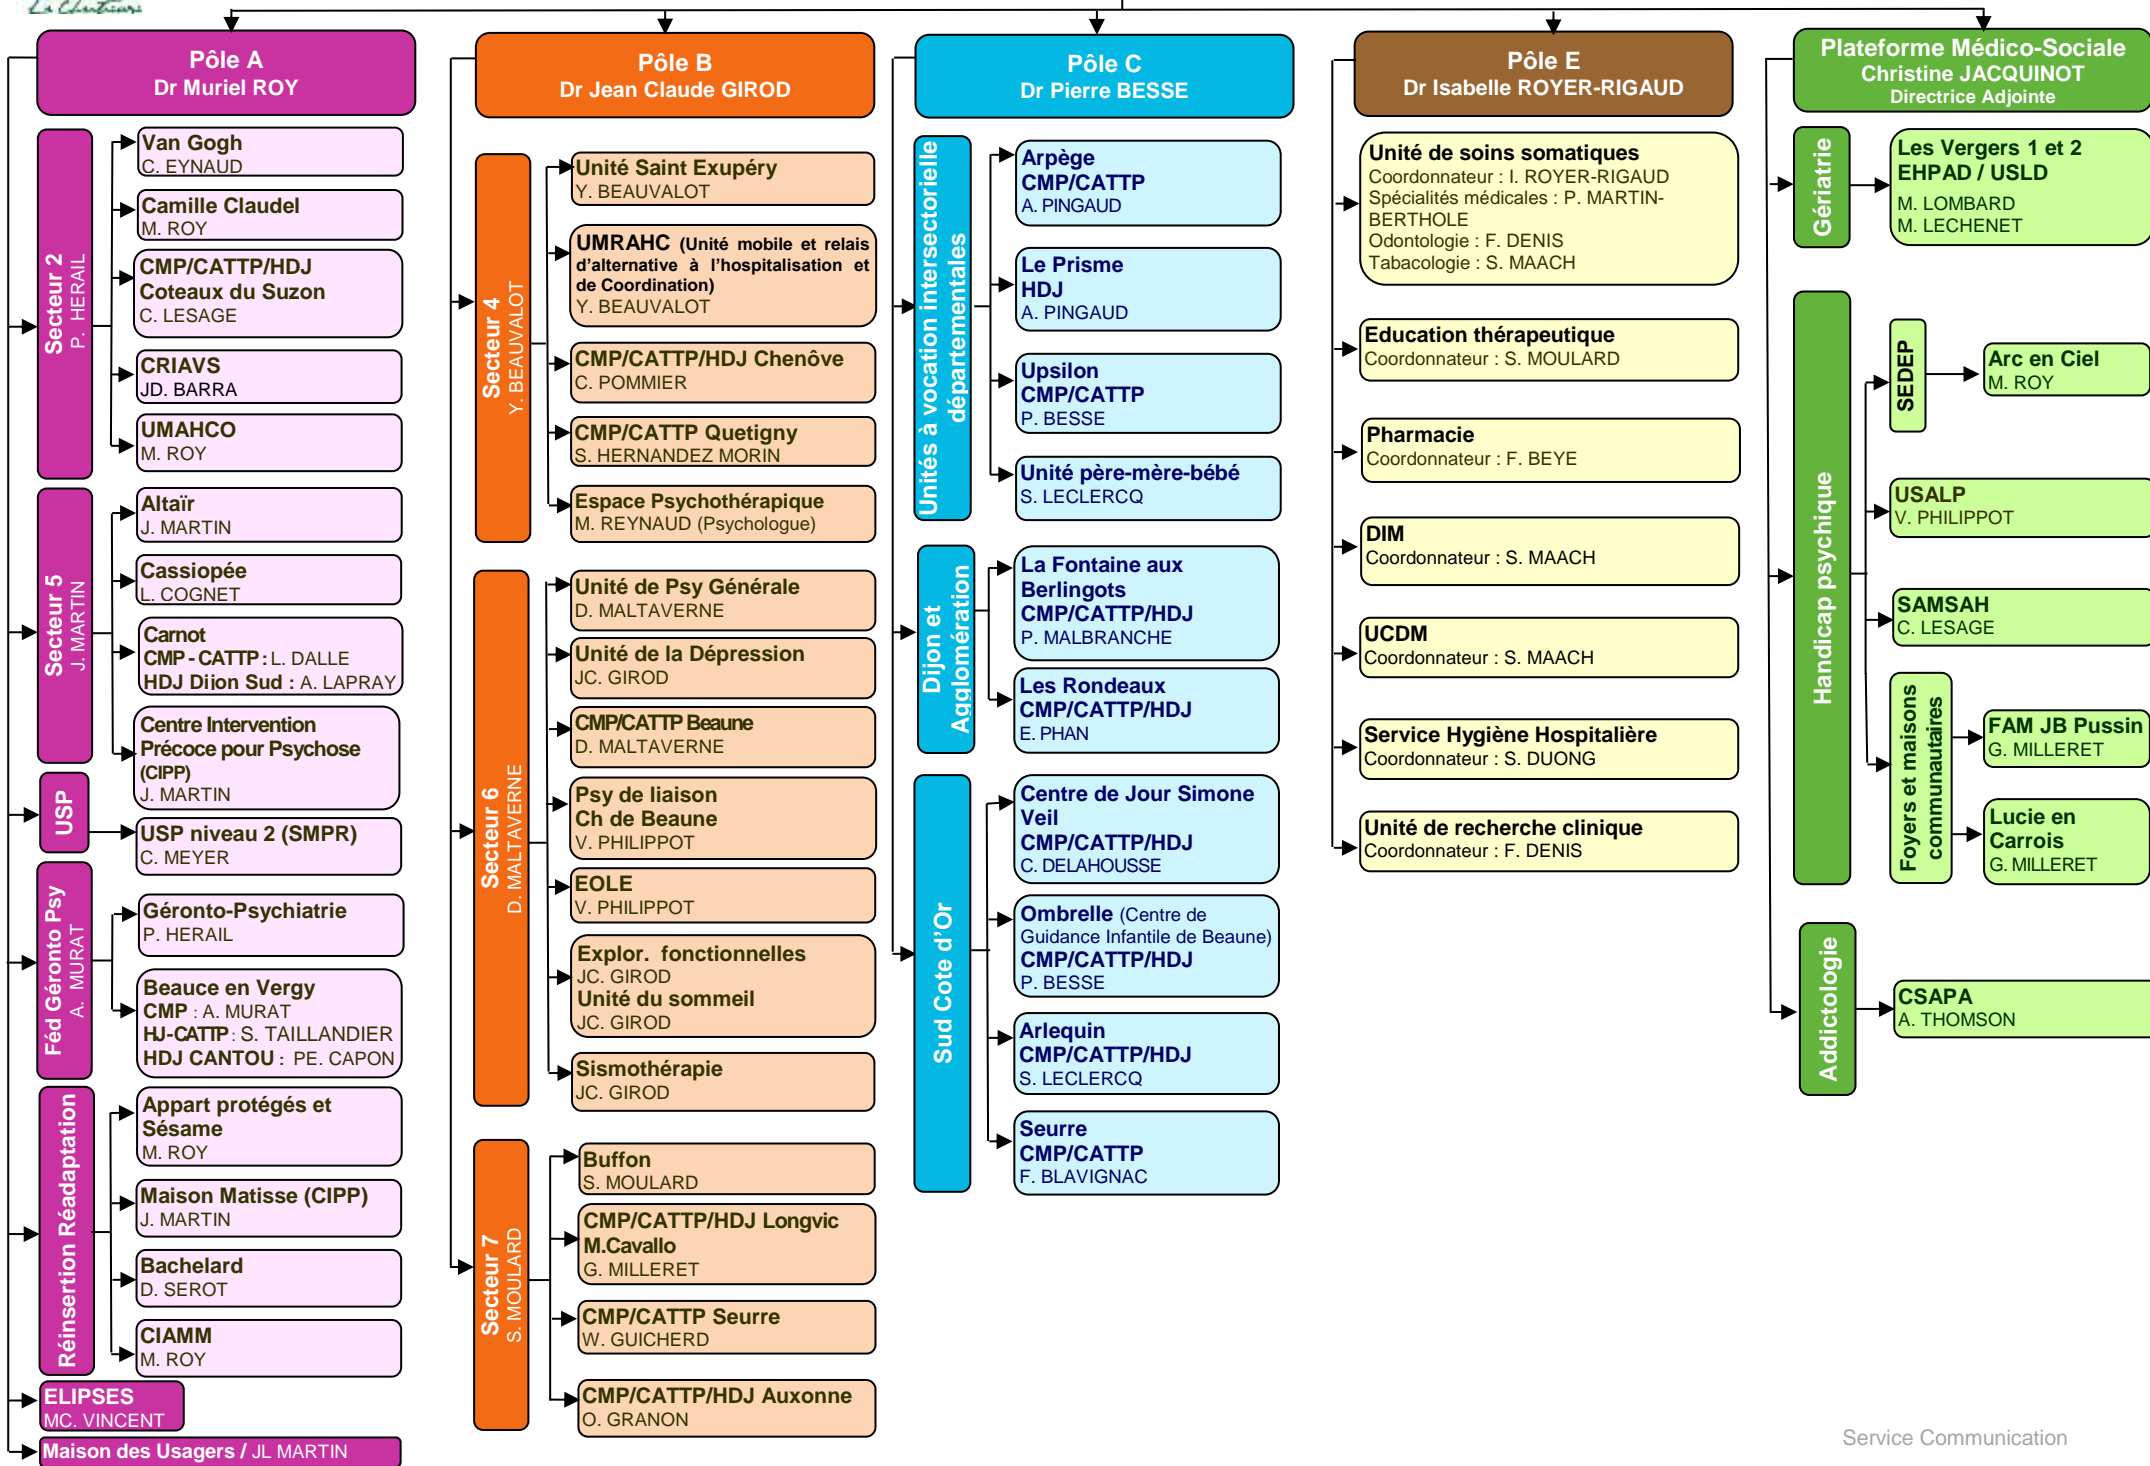 La Chartreuse
Pôle A
Dr Muriel ROY
Secteur 2
P. HERAIL
Van Gogh
C. EYNAUD
Camille Claudel
M. ROY
CMP/CATTP/HDJ
Coteaux du Suzon
C. LESAGE
CRIAVS
JD. BARRA
UMAHCO
M. ROY
Secteur 5
J. MARTIN
Altaïr
J. MARTIN
Cassiopée
L. COGNET
Carnot
CMP - CATTP : L. DALLE
HDJ Dijon Sud : A. LAPRAY
Centre Intervention
Précoce pour Psychose
(CIPP)
J. MARTIN
USP
USP niveau 2 (SMPR)
C. MEYER
Féd Géronto Psy
A. MURAT
Géronto-Psychiatrie
P. HERAIL
Beauce en Vergy
CMP : A. MURAT
HJ-CATTP : S. TAILLANDIER
HDJ CANTOU : PE. CAPON
Réinsertion Réadaptation
Appart protégés et
Sésame
M. ROY
Maison Matisse (CIPP)
J. MARTIN
Bachelard
D. SEROT
CIAMM
M. ROY
ELIPSES
MC. VINCENT
Maison des Usagers / JL MARTIN
Pôle B
Dr Jean Claude GIROD
Secteur 4
Y. BEAUVALOT
Unité Saint Exupéry
Y. BEAUVALOT
UMRAHC (Unité mobile et relais
d'alternative à l'hospitalisation et
de Coordination)
Y. BEAUVALOT
CMP/CATTP/HDJ Chenôve
C. POMMIER
CMP/CATTP Quetigny
S. HERNANDEZ MORIN
Espace Psychothérapique
M. REYNAUD (Psychologue)
Secteur 6
D. MALTAVERNE
Unité de Psy Générale
D. MALTAVERNE
Unité de la Dépression
JC. GIROD
CMP/CATTP Beaune
D. MALTAVERNE
Psy de liaison
Ch de Beaune
V. PHILIPPOT
EOLE
V. PHILIPPOT
Explor. fonctionnelles
JC. GIROD
Unité du sommeil
JC. GIROD
Sismothérapie
JC. GIROD
Secteur 7
S. MOULARD
Buffon
S. MOULARD
CMP/CATTP/HDJ Longvic
M.Cavallo
G. MILLERET
CMP/CATTP Seurre
W. GUICHERD
CMP/CATTP/HDJ Auxonne
O. GRANON
Pôle C
Dr Pierre BESSE
Unités à vocation intersectorielle
départementales
Arpège
CMP/CATTP
A. PINGAUD
Le Prisme
HDJ
A. PINGAUD
Upsilon
CMP/CATTP
P. BESSE
Unité père-mère-bébé
S. LECLERCQ
Dijon et
Agglomération
La Fontaine aux
Berlingots
CMP/CATTP/HDJ
P. MALBRANCHE
Les Rondeaux
CMP/CATTP/HDJ
E. PHAN
Sud Cote d'Or
Centre de Jour Simone
Veil
CMP/CATTP/HDJ
C. DELAHOUSSE
Ombrelle (Centre de
Guidance Infantile de Beaune)
CMP/CATTP/HDJ
P. BESSE
Arlequin
CMP/CATTP/HDJ
S. LECLERCQ
Seurre
CMP/CATTP
F. BLAVIGNAC
Pôle E
Dr Isabelle ROYER-RIGAUD
Unité de soins somatiques
Coordonnateur : I. ROYER-RIGAUD
Spécialités médicales : P. MARTIN-
BERTHOLE
Odontologie : F. DENIS
Tabacologie : S. MAACH
Education thérapeutique
Coordonnateur : S. MOULARD
Pharmacie
Coordonnateur : F. BEYE
DIM
Coordonnateur : S. MAACH
UCDM
Coordonnateur : S. MAACH
Service Hygiène Hospitalière
Coordonnateur : S. DUONG
Unité de recherche clinique
Coordonnateur : F. DENIS
Plateforme Médico-Sociale
Christine JACQUINOT
Directrice Adjointe
Gériatrie
Les Vergers 1 et 2
EHPAD / USLD
M. LOMBARD
M. LECHENET
Handicap psychique
SEDEP
Arc en Ciel
M. ROY
USALP
V. PHILIPPOT
SAMSAH
C. LESAGE
Foyers et maisons
communautaires
FAM JB Pussin
G. MILLERET
Lucie en
Carrois
G. MILLERET
Addictologie
CSAPA
A. THOMSON
Service Communication